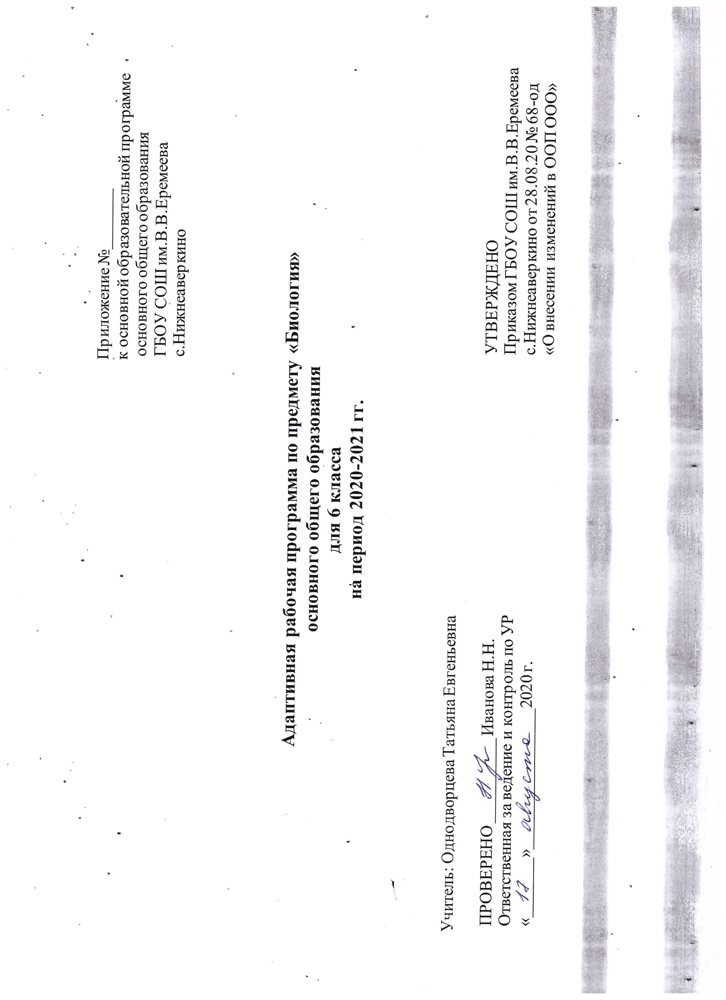 Приложение №________
к основной образовательной программе
основного общего образования
ГБОУ СОШ им.В.В.Еремеева
с.Нижнеаверкино
Адаптивная рабочая программа по предмету «Биология»
основного общего образования
для 6 класса
на период 2020-2021 гг.
Учитель: Однодворцева Татьяна Евгеньевна
ПРОВЕРЕНО ____________ Иванова Н.Н.
Ответственная за ведение и контроль по УР
« 17 » августа 2020 г.
УТВЕРЖДЕНО
Приказом ГБОУ СОШ им.В.В.Еремеева
с.Нижнеаверкино от 28.08.20 № 68-од
«О внесении изменений в ООП ООО»